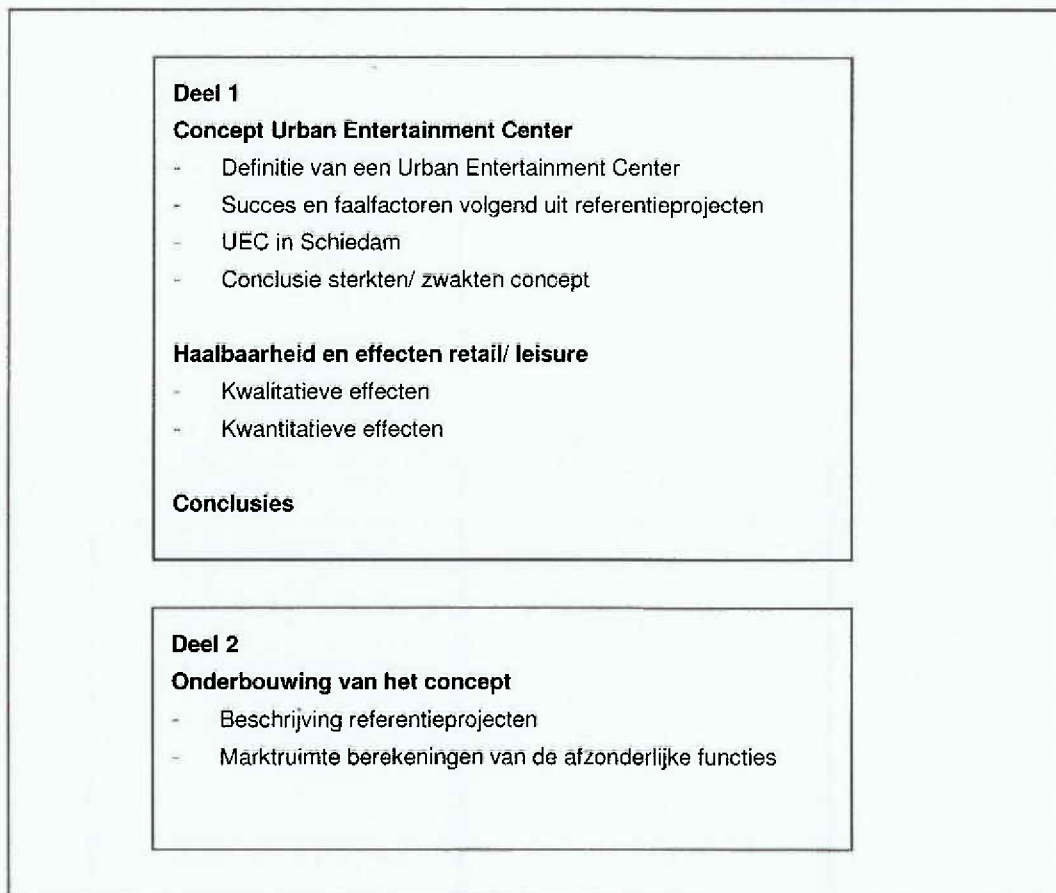 Deel 1
Concept Urban Entertainment Center
- Definitie van een Urban Entertainment Center
- Succes en faalfactoren volgend uit referentieprojecten
- UEC in Schiedam
- Conclusie sterkten/ zwakten concept
Haalbaarheid en effecten retail/ leisure
- Kwalitatieve effecten
- Kwantitatieve effecten
Conclusies
Deel 2
Onderbouwing van het concept
- Beschrijving referentieprojecten
- Marktruimte berekeningen van de afzonderlijke functies